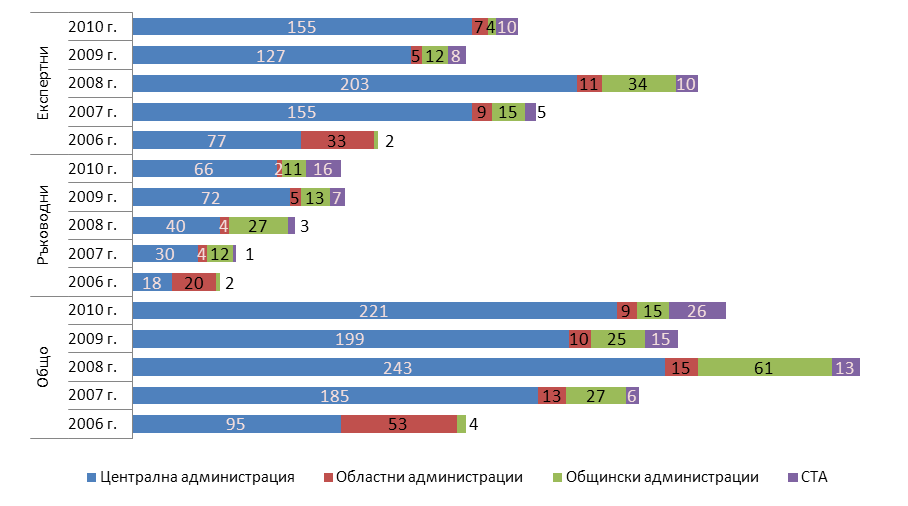 Експертни
2010 г. 155 7 4 10
2009 г. 127 5 12 8
2008 г. 203 11 34 10
2007 г. 155 9 15 5
2006 г. 77 33 2
Ръководни
2010 г. 66 2 11 16
2009 г. 72 5 13 7
2008 г. 40 4 27 3
2007 г. 30 4 12 1
2006 г. 18 20 2
Общо
2010 г. 221 9 15 26
2009 г. 199 10 25 15
2008 г. 243 15 61 13
2007 г. 185 13 27 6
2006 г. 95 53 4
Централна администрация Областни администрации Общински администрации СТА